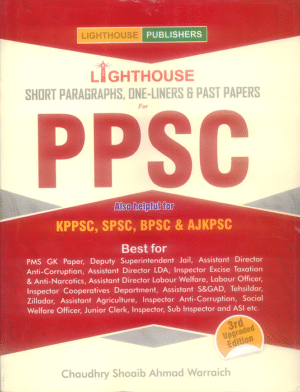 LIGHTHOUSE PUBLISHERS
LIGHTHOUSE
SHORT PARAGRAPHS, ONE-LINERS & PAST PAPERS
For
PPSC
Also helpful for
KPPSC, SPSC, BPSC & AJKPSC
Best for
PMS GK Paper, Deputy Superintendent Jail, Assistant Director
Anti-Corruption, Assistant Director LDA, Inspector Excise Taxation
& Anti-Narcotics, Assistant Director Labour Welfare, Labour Officer,
Inspector Cooperatives Department, Assistant S&GAD, Tehsildar,
Zilladar, Assistant Agriculture, Inspector Anti-Corruption, Social
Welfare Officer, Junior Clerk, Inspector, Sub Inspector and ASI etc.
3rd
Upgraded
Edition
Chaudhry Shoaib Ahmad Warraich